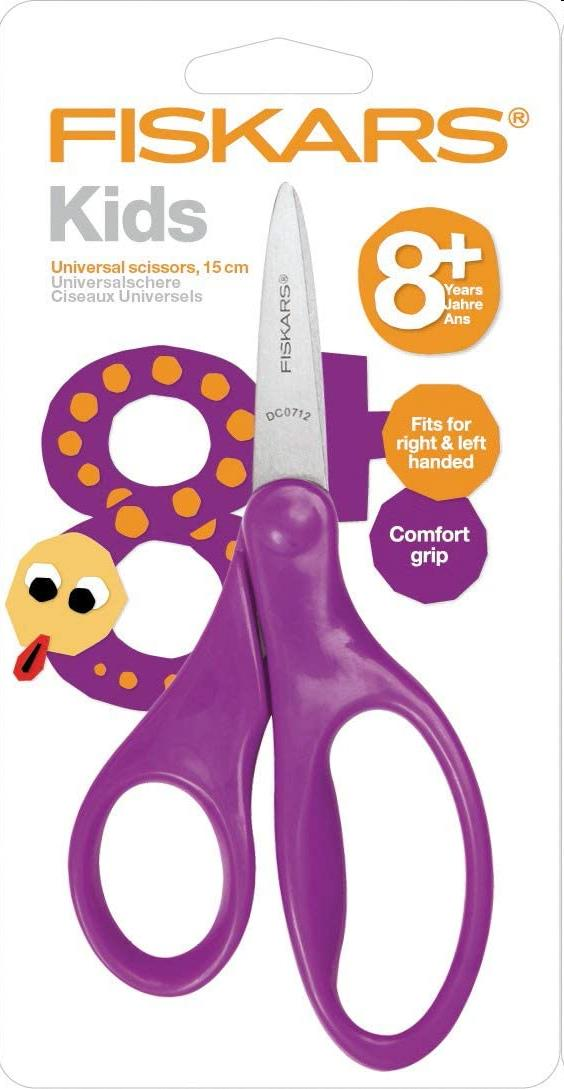 FISKARS®
Kids
Universal scissors, 15 cm
Universalschere
Ciseaux Universels
8+
Years
Jahre
Ans
FISKARS®
DC0712
Fits for
right & left
handed
Comfort
grip